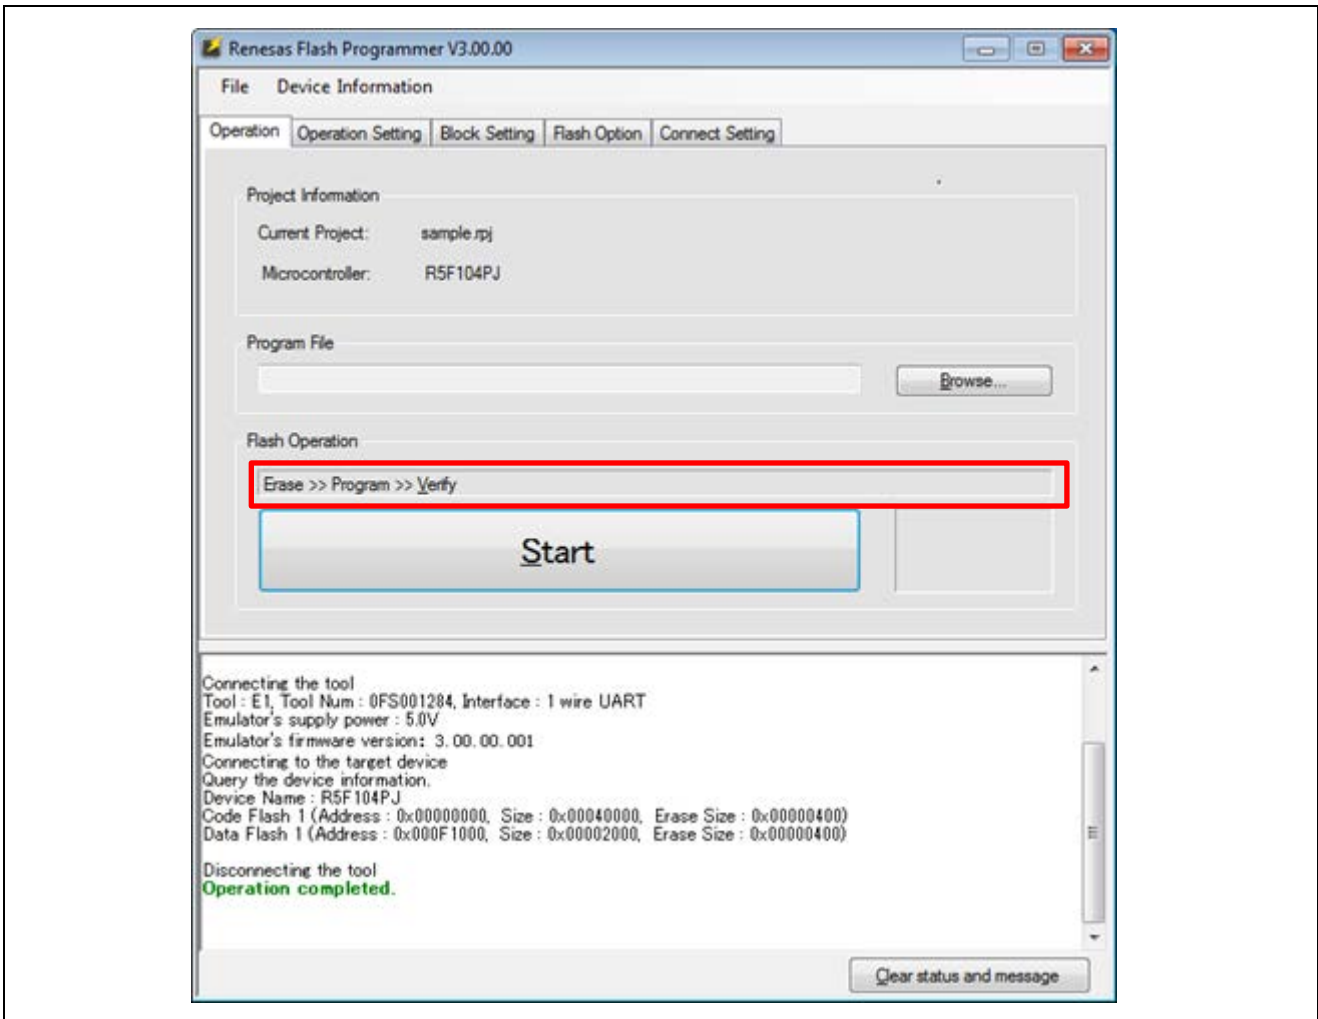 Renesas Flash Programmer V3.00.00
File Device Information
Operation Operation Setting Block Setting Flash Option Connect Setting
Project Information
Current Project: sample.rpj
Microcontroller: R5F104PJ
Program File
Browse...
Flash Operation
Erase >> Program >> Verify
Start
Connecting the tool
Tool : E1, Tool Num : 0FS001284, Interface : 1 wire UART
Emulator's supply power : 5.0V
Emulator's firmware version: 3.00.00.001
Connecting to the target device
Query the device information.
Device Name : R5F104PJ
Code Flash 1 (Address : 0x00000000, Size : 0x00040000, Erase Size : 0x00000400)
Data Flash 1 (Address : 0x000F1000, Size : 0x00002000, Erase Size : 0x00000400)
Disconnecting the tool
Operation completed.
Clear status and message